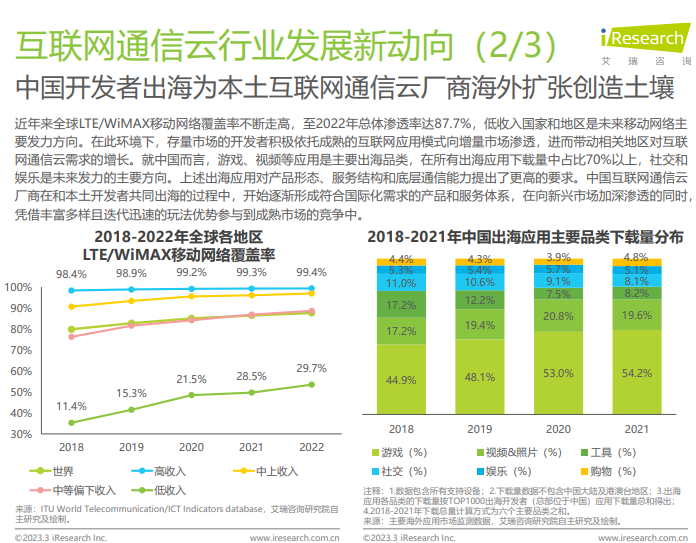 互联网通信云行业发展新动向（2/3）
iResearch
艾 瑞 咨 询
中国开发者出海为本土互联网通信云厂商海外扩张创造土壤
近年来全球LTE/WiMAX移动网络覆盖率不断走高，至2022年总体渗透率达87.7%，低收入国家和地区是未来移动网络主
要发力方向。在此环境下，存量市场的开发者积极依托成熟的互联网应用模式向增量市场渗透，进而带动相关地区对互联
网通信云需求的增长。就中国而言，游戏、视频等应用是主要出海品类，在所有出海应用下载量中占比70%以上，社交和
娱乐是未来发力的主要方向。上述出海应用对产品形态、服务结构和底层通信能力提出了更高的要求。中国互联网通信云
厂商在和本土开发者共同出海的过程中，开始逐渐形成符合国际化需求的产品和服务体系，在向新兴市场加深渗透的同时，
凭借丰富多样且迭代迅速的玩法优势参与到成熟市场的竞争中。
2018-2022年全球各地区
LTE/WiMAX移动网络覆盖率
98.4% 98.9% 99.2% 99.3% 99.4%
100%
90%
80%
70%
60%
50%
40%
30%
11.4% 15.3% 21.5% 28.5% 29.7%
2018 2019 2020 2021 2022
世界 高收入 中上收入
中等偏下收入 低收入
来源：ITU World Telecommunication/ICT Indicators database，艾瑞咨询研究院自
主研究及绘制。
2018-2021年中国出海应用主要品类下载量分布
4.4% 4.3% 3.9% 4.8%
5.3% 5.4% 5.7% 5.1%
11.0% 10.6% 9.1% 8.1%
17.2% 12.2% 7.5% 8.2%
17.2% 19.4% 20.8% 19.6%
44.9% 48.1% 53.0% 54.2%
2018 2019 2020 2021
游戏（%） 视频&照片（%） 工具（%）
社交（%） 娱乐（%） 购物（%）
注释：1.数据包含所有支持设备；2.下载量数据不包含中国大陆及港澳台地区；3.出海
应用各品类的下载量按TOP1000出海开发者（总部位于中国）应用下载量总和得出；
4.2018-2021年下载总量计算方式为六个主要品类之和。
来源：主要海外应用市场监测数据，艾瑞咨询研究院自主研究及绘制。
©2023.3 iResearch Inc. www.iresearch.com.cn
©2023.3 iResearch Inc. www.iresearch.com.cn